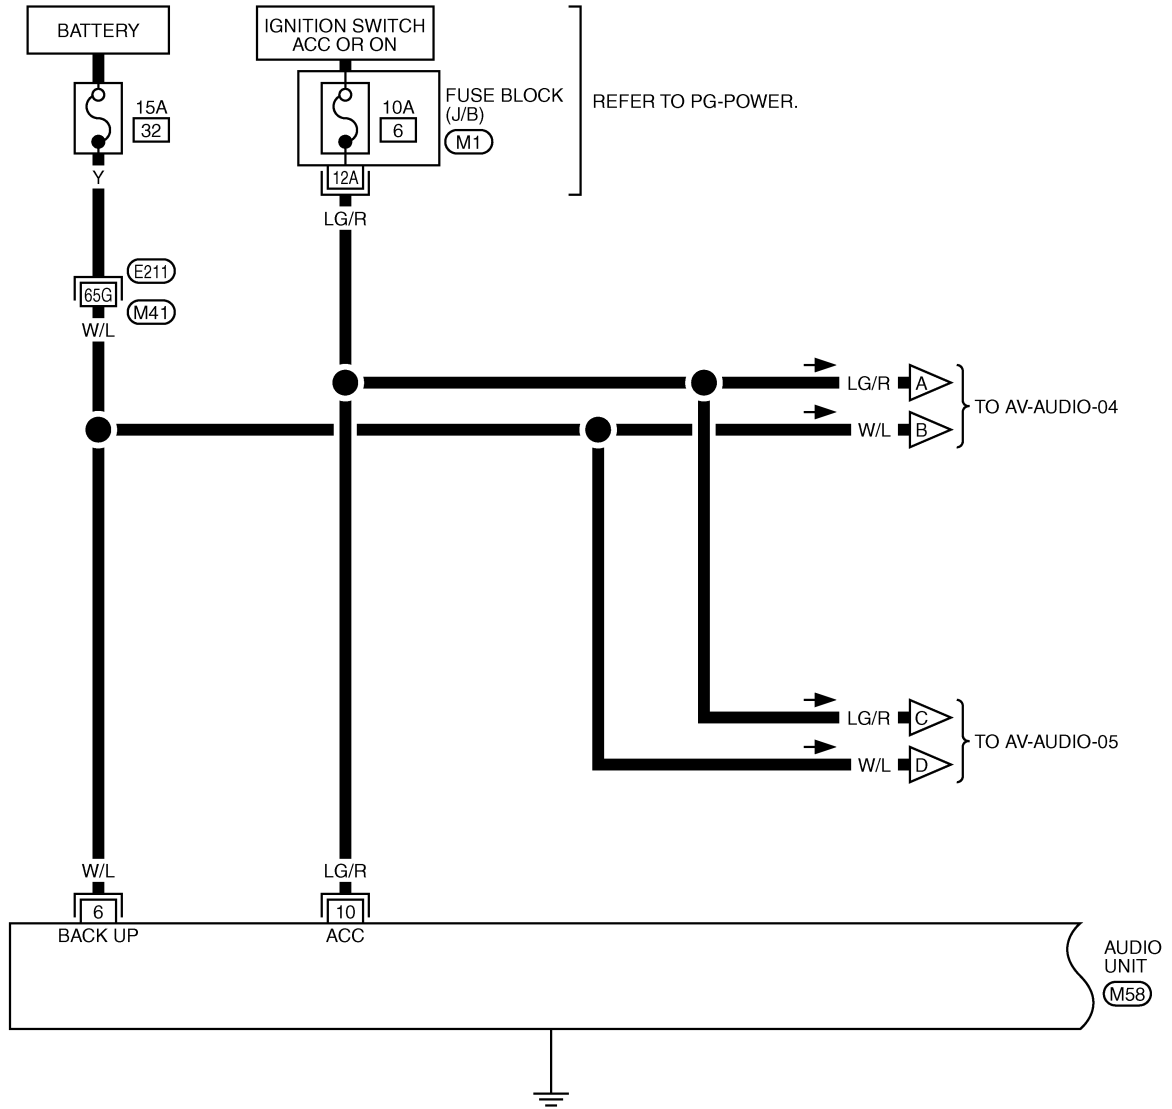 BATTERY
IGNITION SWITCH
ACC OR ON
15A
32
10A
6
FUSE BLOCK
(J/B)
M1
REFER TO PG-POWER.
Y
12A
LG/R
E211
65G
M41
W/L
LG/R
A
W/L
B
TO AV-AUDIO-04
LG/R
C
W/L
D
TO AV-AUDIO-05
W/L
LG/R
6
10
BACK UP
ACC
AUDIO
UNIT
M58